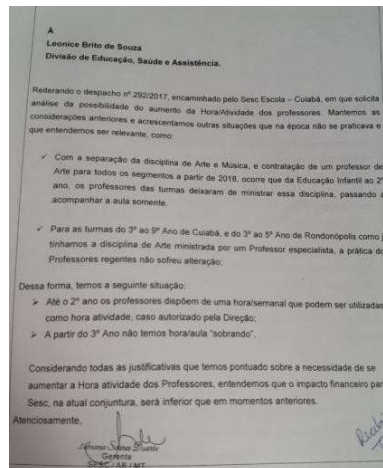 A
Leonice Brito de Souza
Divisão de Educação, Saúde e Assistência.
Reiterando o despacho nº 292/2017, encaminhado pelo Sesc Escola – Cuiabá, em que solicita
análise da possibilidade do aumento da Hora/Atividade dos professores. Mantemos as
considerações anteriores e acrescentamos outras situações que na época não se praticava e
que entendemos ser relevante, como:
✓ Com a separação da disciplina de Arte e Música, e contratação de um professor de
Arte para todos os segmentos a partir de 2018, ocorre que da Educação Infantil ao 2º
ano, os professores das turmas deixaram de ministrar essa disciplina, passando a
acompanhar a aula somente.
✓ Para as turmas do 3º ao 9º Ano de Cuiabá, e do 3º ao 5º Ano de Rondonópolis como
tínhamos a disciplina de Arte ministrada por um Professor especialista, a prática
Professores regentes não sofreu alteração;
Dessa forma, temos a seguinte situação:
➢ Até o 2º ano os professores dispõem de uma hora/semanal que podem ser utilizadas
como hora atividade, caso autorizado pela Direção;
➢ A partir do 3º Ano não temos hora/aula "sobrando".
Considerando todas as justificativas que temos pontuado sobre a necessidade de se
aumentar a Hora atividade dos Professores, entendemos que o impacto financeiro par
Sesc, na atual conjuntura, será inferior que em momentos anteriores.
Atenciosamente,
Gerente
SESC / AR / MT